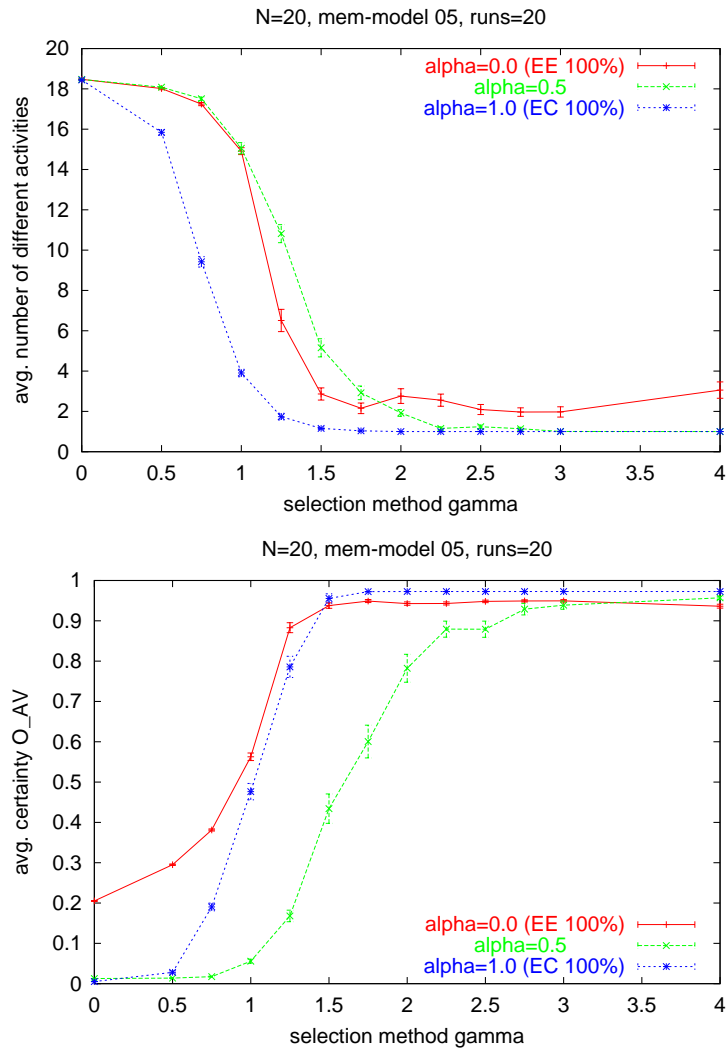 N=20, mem-model 05, runs=20
20
18
16
14
12
10
8
6
4
2
0
avg. number of different activities
alpha=0.0 (EE 100%)
alpha=0.5
alpha=1.0 (EC 100%)
0 0.5 1 1.5 2 2.5 3 3.5 4
selection method gamma
N=20, mem-model 05, runs=20
1
0.9
0.8
0.7
0.6
0.5
0.4
0.3
0.2
0.1
0
avg. certainty O_AV
alpha=0.0 (EE 100%)
alpha=0.5
alpha=1.0 (EC 100%)
0 0.5 1 1.5 2 2.5 3 3.5 4
selection method gamma